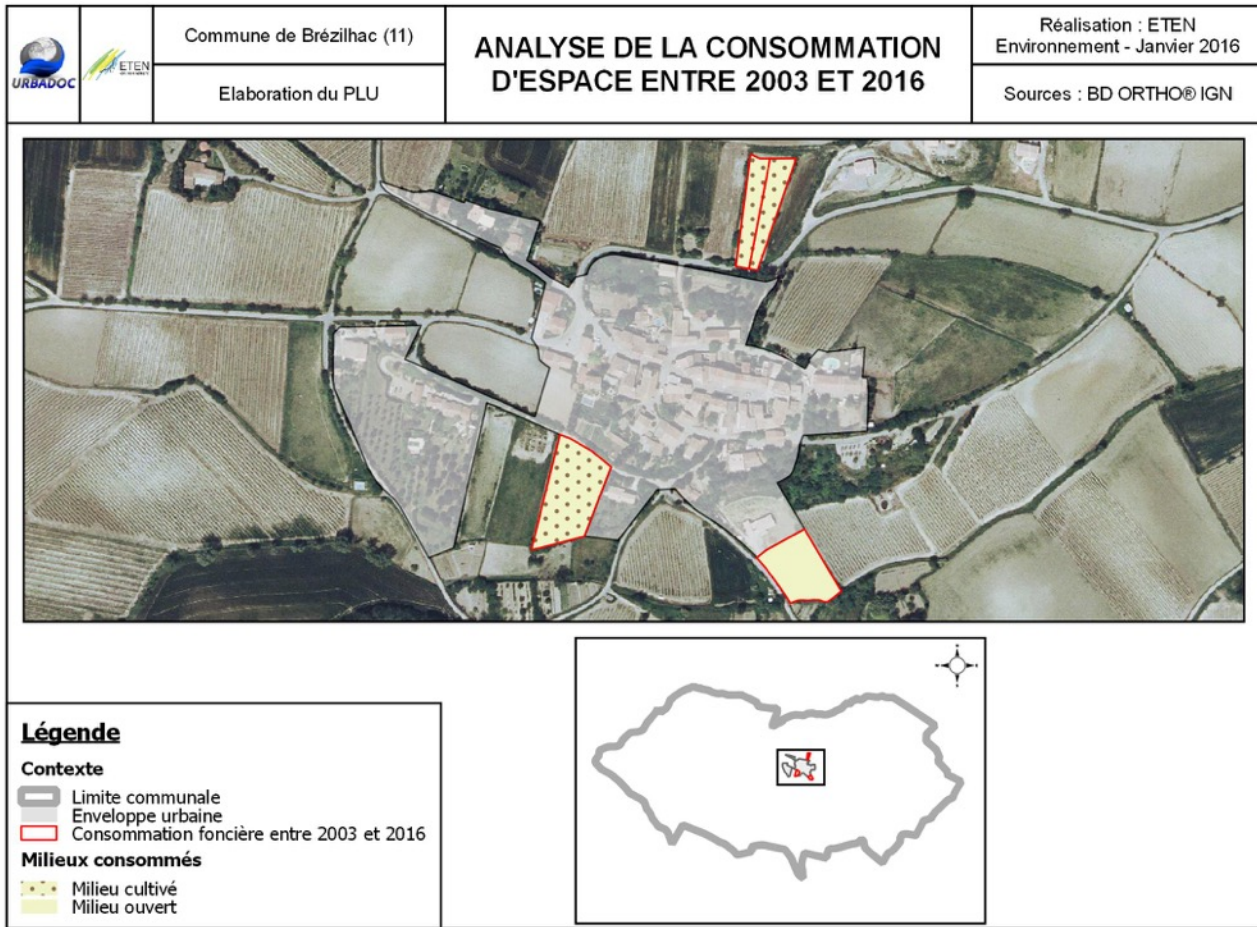 URBADOC
ETEN
Commune de Brézilhac (11)
Elaboration du PLU
ANALYSE DE LA CONSOMMATION
D'ESPACE ENTRE 2003 ET 2016
Réalisation : ETEN
Environnement - Janvier 2016
Sources : BD ORTHO® IGN
Légende
Contexte
Limite communale
Enveloppe urbaine
Consommation foncière entre 2003 et 2016
Milieux consommés
Milieu cultivé
Milieu ouvert